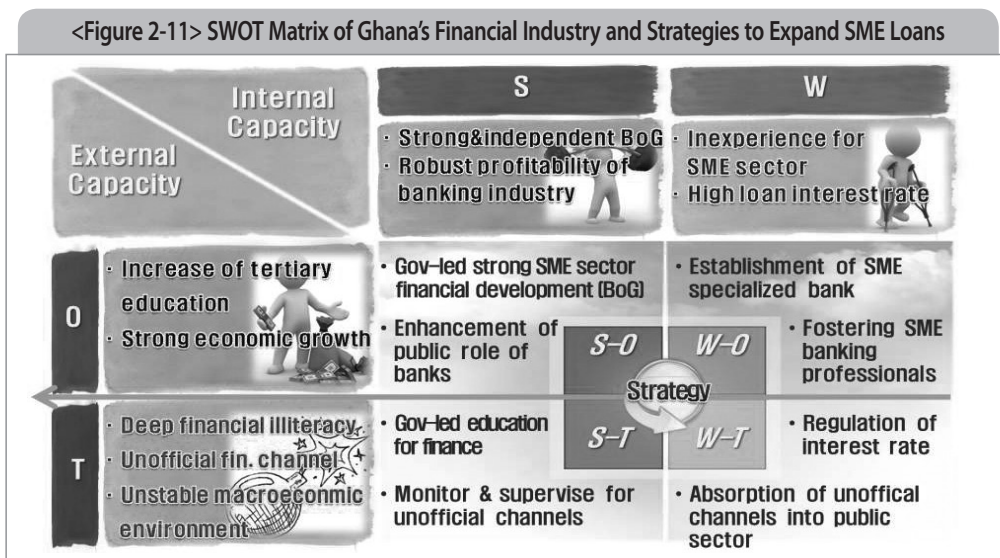 <Figure 2-11> SWOT Matrix of Ghana's Financial Industry and Strategies to Expand SME Loans
Internal
Capacity
External
Capacity
S
· Strong&independent BoG
· Robust profitability of
banking industry
W
· Inexperience for
SME sector
· High loan interest rate
O
· Increase of tertiary
education
· Strong economic growth
· Gov-led strong SME sector
financial development (BoG)
· Enhancement of
public role of
banks
· Establishment of SME
specialized bank
· Fostering SME
banking
professionals
S-O
W-O
Strategy
S-T
W-T
T
· Deep financial illiteracy
· Unofficial fin. channel
· Unstable macroeconmic
environment
· Gov-led education
for finance
· Monitor & supervise for
unofficial channels
· Regulation of
interest rate
· Absorption of unoffical
channels into public
sector